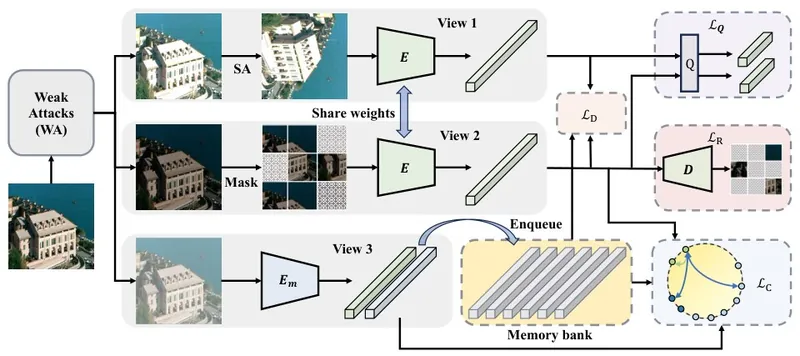 Weak
Attacks
(WA)
View 1
SA
E
Share weights
View 2
Mask
E
View 3
E_m
Enqueue
Memory bank
ℒ_D
ℒ_Q
Q
ℒ_R
D
ℒ_C